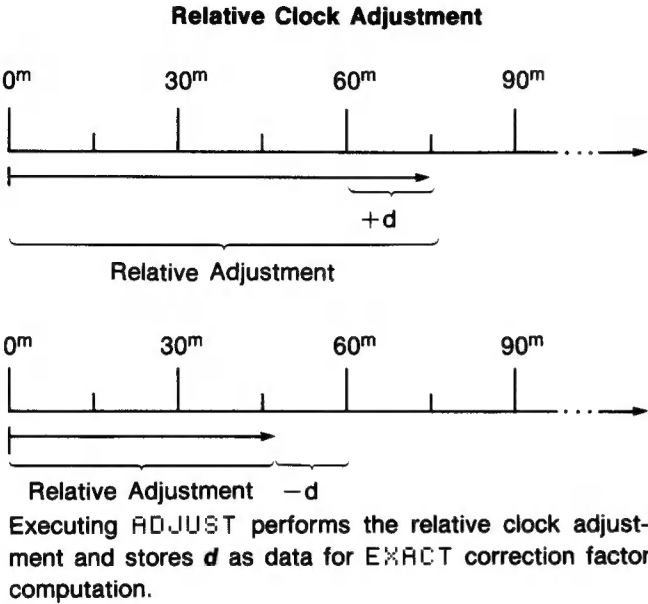 Relative Clock Adjustment
0m 30m 60m 90m
+d
Relative Adjustment
0m 30m 60m 90m
Relative Adjustment −d
Executing ADJUST performs the relative clock adjust-
ment and stores d as data for EXACT correction factor
computation.